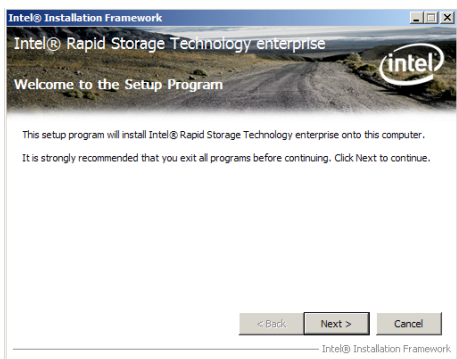 Intel® Installation Framework
Intel® Rapid Storage Technology enterprise
intel
Welcome to the Setup Program
This setup program will install Intel® Rapid Storage Technology enterprise onto this computer.
It is strongly recommended that you exit all programs before continuing. Click Next to continue.
< Back Next > Cancel
Intel® Installation Framework